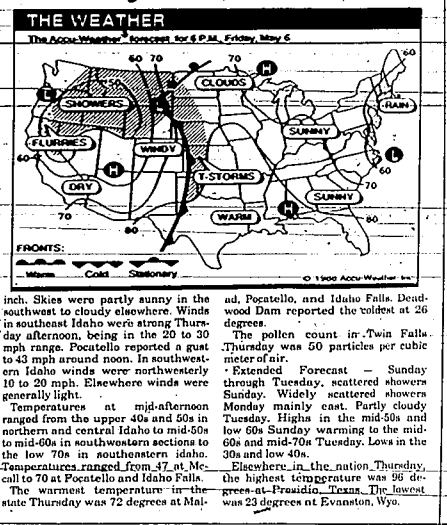 THE WEATHER
The Accu-Weather® forecast for 6 P.M., Friday, May 6
60 70
70
H
60
50
CLOUDS
L
SHOWERS
L
RAIN
SUNNY
FLURRIES
WINDY
L
60
H
T-STORMS
60
DRY
70
SUNNY
H
70
WARM
80
80
FRONTS:
Warm Cold Stationary
© 1988 Accu-Weather, Inc.
inch. Skies were partly sunny in the
southwest to cloudy elsewhere. Winds
in southeast Idaho were strong Thurs-
day afternoon, being in the 20 to 30
mph range. Pocatello reported a gust
to 43 mph around noon. In southwest-
ern Idaho winds were northwesterly
10 to 20 mph. Elsewhere winds were
generally light.
Temperatures at mid-afternoon
ranged from the upper 40s and 50s in
northern and central Idaho to mid-50s
to mid-60s in southwestern sections to
the low 70s in southeastern idaho.
Temperatures ranged from 47 at Mc-
call to 70 at Pocatello and Idaho Falls.
The warmest temperature in the
state Thursday was 72 degrees at Mal-
ad, Pocatello, and Idaho Falls. Dead-
wood Dam reported the coldest at 26
degrees.
The pollen count in Twin Falls
Thursday was 50 particles per cubic
meter of air.
Extended Forecast — Sunday
through Tuesday, scattered showers
Sunday. Widely scattered showers
Monday mainly east. Partly cloudy
Tuesday. Highs in the mid-50s and
low 60s Sunday warming to the mid-
60s and mid-70s Tuesday. Lows in the
30s and low 40s.
Elsewhere in the nation Thursday,
the highest temperature was 96 de-
grees at Presidio, Texas. The lowest
was 23 degrees at Evanston, Wyo.